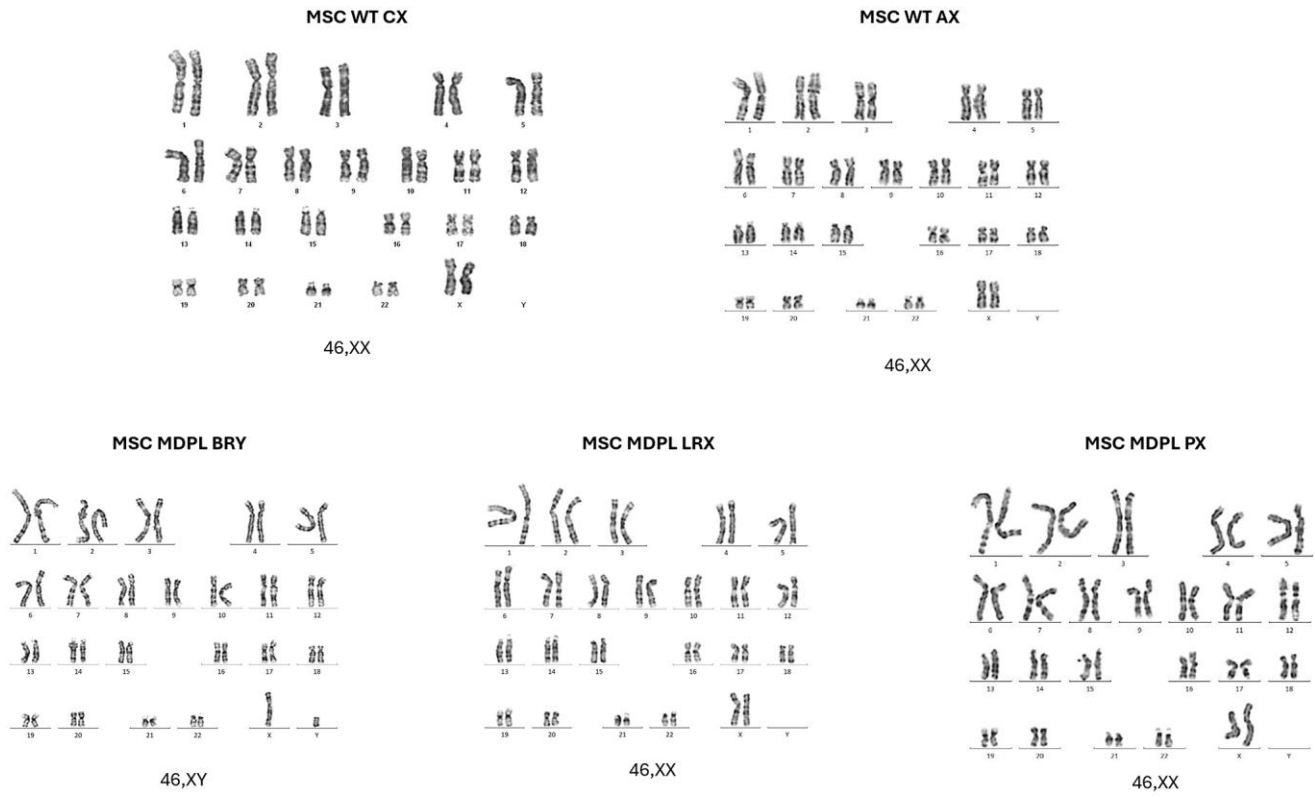 MSC WT CX
1 2 3 4 5
6 7 8 9 10 11 12
13 14 15 16 17 18
19 20 21 22 X Y
46,XX
MSC WT AX
1 2 3 4 5
6 7 8 9 10 11 12
13 14 15 16 17 18
19 20 21 22 X Y
46,XX
MSC MDPL BRY
1 2 3 4 5
6 7 8 9 10 11 12
13 14 15 16 17 18
19 20 21 22 X Y
46,XY
MSC MDPL LRX
1 2 3 4 5
6 7 8 9 10 11 12
13 14 15 16 17 18
19 20 21 22 X Y
46,XX
MSC MDPL PX
1 2 3 4 5
6 7 8 9 10 11 12
13 14 15 16 17 18
19 20 21 22 X Y
46,XX